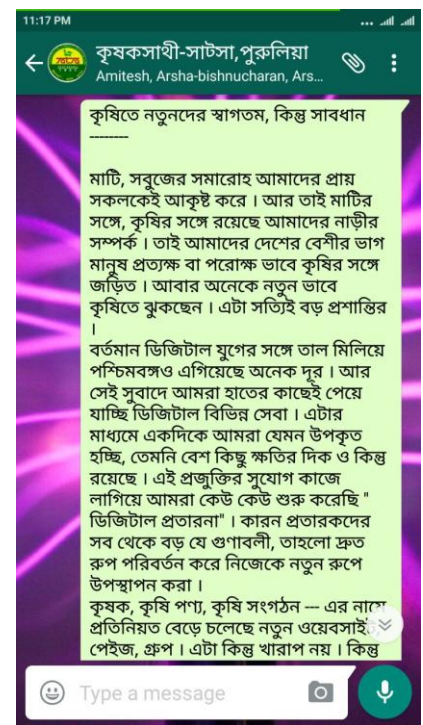 11:17 PM
কৃষকসাথী-সাটসা,পুরুলিয়া
Amitesh, Arsha-bishnucharan, Ars...
কৃষিতে নতুনদের স্বাগতম, কিন্তু সাবধান
--------
মাটি, সবুজের সমারোহ আমাদের প্রায়
সকলকেই আকৃষ্ট করে । আর তাই মাটির
সঙ্গে, কৃষির সঙ্গে রয়েছে আমাদের নাড়ীর
সম্পর্ক । তাই আমাদের দেশের বেশীর ভাগ
মানুষ প্রত্যক্ষ বা পরোক্ষ ভাবে কৃষির সঙ্গে
জড়িত । আবার অনেকে নতুন ভাবে
কৃষিতে ঝুকছেন । এটা সত্যিই বড় প্রশান্তির
।
বর্তমান ডিজিটাল যুগের সঙ্গে তাল মিলিয়ে
পশ্চিমবঙ্গও এগিয়েছে অনেক দূর । আর
সেই সুবাদে আমরা হাতের কাছেই পেয়ে
যাচ্ছি ডিজিটাল বিভিন্ন সেবা । এটার
মাধ্যমে একদিকে আমরা যেমন উপকৃত
হচ্ছি, তেমনি বেশ কিছু ক্ষতির দিক ও কিন্তু
রয়েছে । এই প্রজুক্তির সুযোগ কাজে
লাগিয়ে আমরা কেউ কেউ শুরু করেছি "
ডিজিটাল প্রতারনা" । কারন প্রতারকদের
সব থেকে বড় যে গুণাবলী, তাহলো দ্রুত
রুপ পরিবর্তন করে নিজেকে নতুন রুপে
উপস্থাপন করা ।
কৃষক, কৃষি পণ্য, কৃষি সংগঠন --- এর নামে
প্রতিনিয়ত বেড়ে চলেছে নতুন ওয়েবসাইট,
পেইজ, গ্রুপ । এটা কিন্তু খারাপ নয় । কিন্তু
Type a message